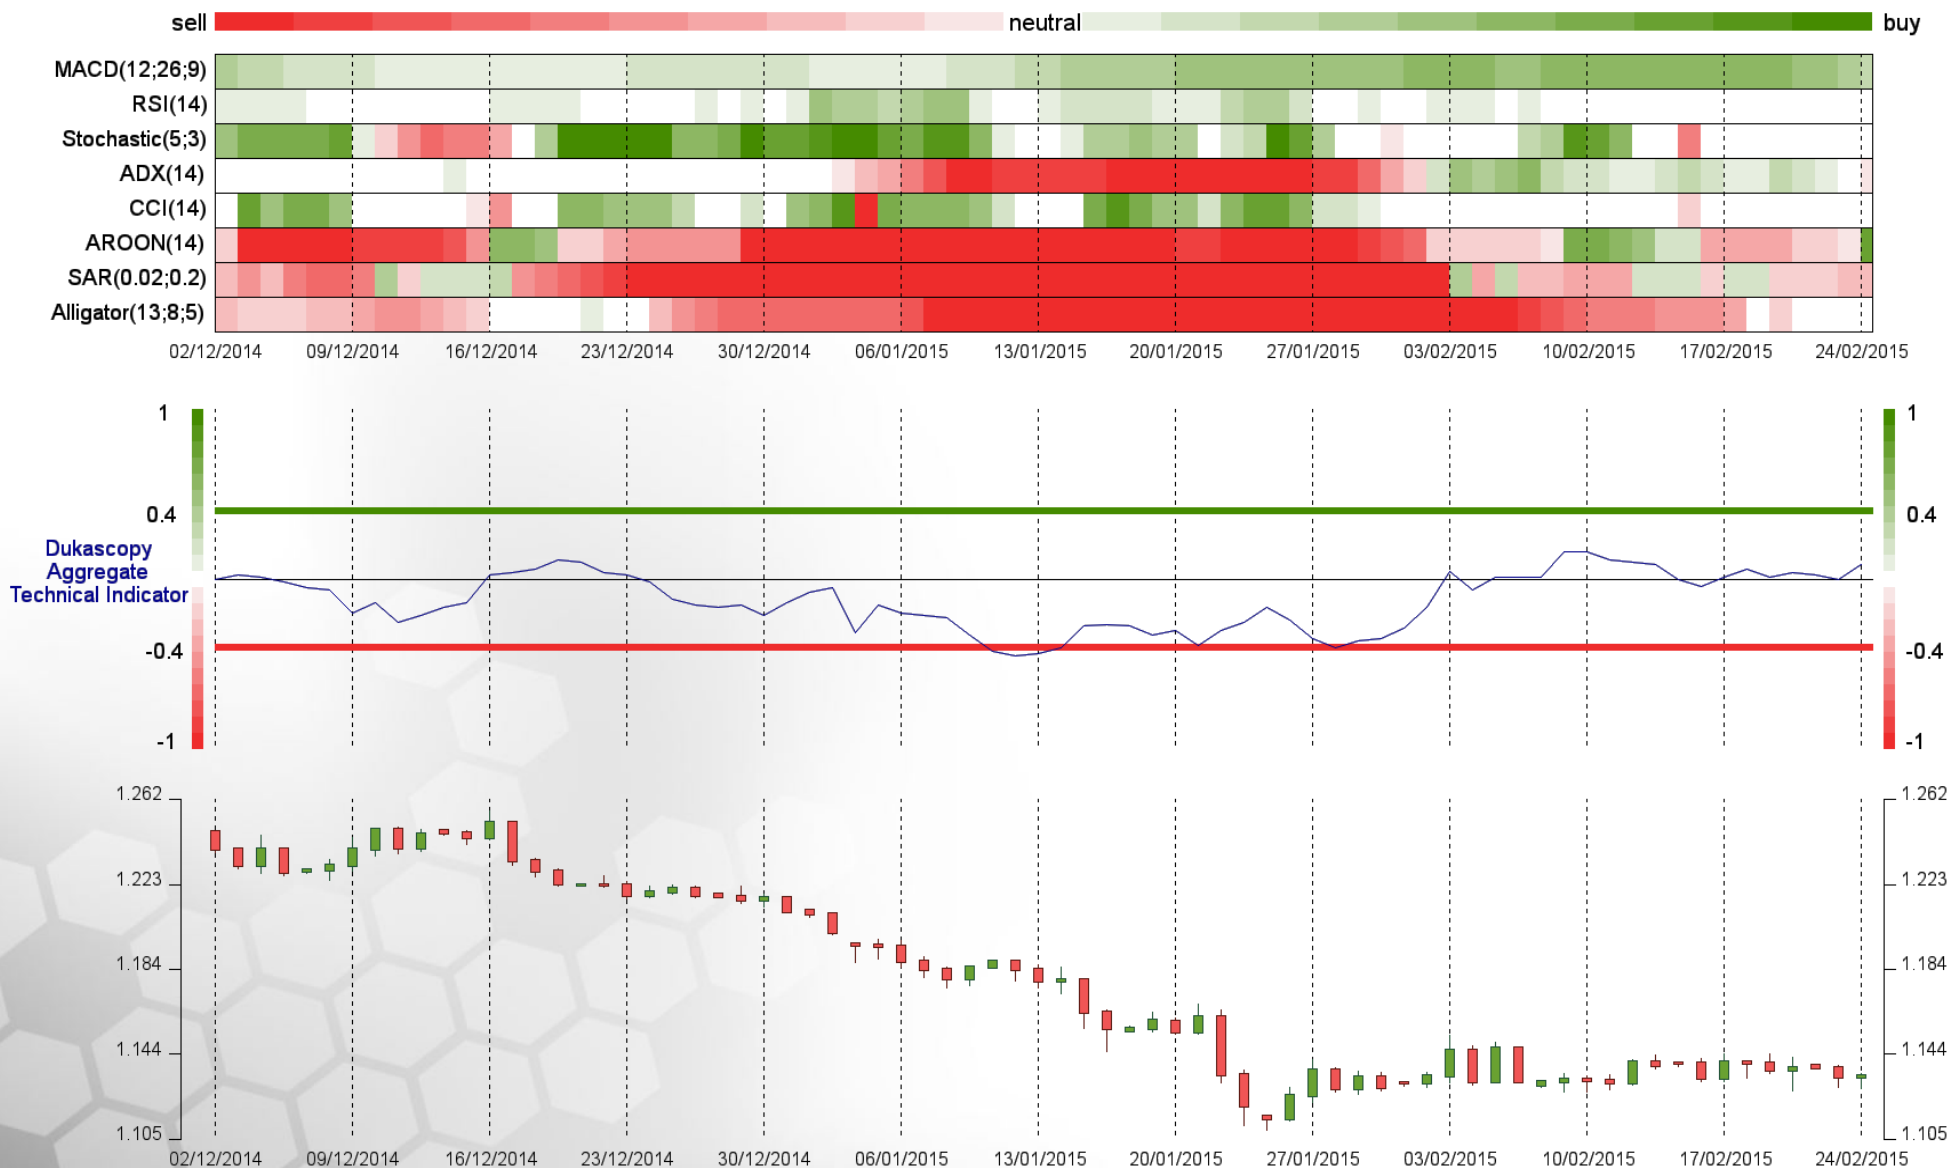 sell neutral buy
MACD(12;26;9)
RSI(14)
Stochastic(5;3)
ADX(14)
CCI(14)
AROON(14)
SAR(0.02;0.2)
Alligator(13;8;5)
02/12/2014 09/12/2014 16/12/2014 23/12/2014 30/12/2014 06/01/2015 13/01/2015 20/01/2015 27/01/2015 03/02/2015 10/02/2015 17/02/2015 24/02/2015
1 1
0.4 0.4
Dukascopy
Aggregate
Technical Indicator
-0.4 -0.4
-1 -1
1.262 1.262
1.223 1.223
1.184 1.184
1.144 1.144
1.105 1.105
02/12/2014 09/12/2014 16/12/2014 23/12/2014 30/12/2014 06/01/2015 13/01/2015 20/01/2015 27/01/2015 03/02/2015 10/02/2015 17/02/2015 24/02/2015